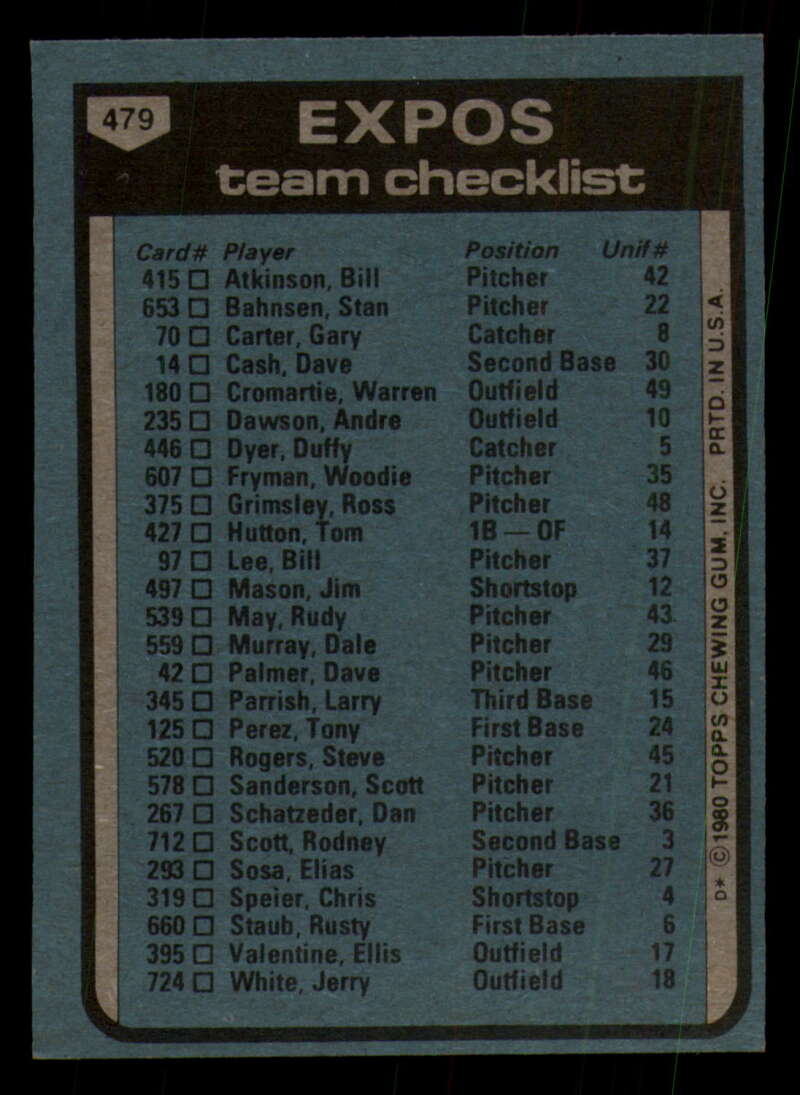 479
EXPOS
team checklist
Card# Player Position Unif#
415 □ Atkinson, Bill Pitcher 42
653 □ Bahnsen, Stan Pitcher 22
70 □ Carter, Gary Catcher 8
14 □ Cash, Dave Second Base 30
180 □ Cromartie, Warren Outfield 49
235 □ Dawson, Andre Outfield 10
446 □ Dyer, Duffy Catcher 5
607 □ Fryman, Woodie Pitcher 35
375 □ Grimsley, Ross Pitcher 48
427 □ Hutton, Tom 1B — OF 14
97 □ Lee, Bill Pitcher 37
497 □ Mason, Jim Shortstop 12
539 □ May, Rudy Pitcher 43
559 □ Murray, Dale Pitcher 29
42 □ Palmer, Dave Pitcher 46
345 □ Parrish, Larry Third Base 15
125 □ Perez, Tony First Base 24
520 □ Rogers, Steve Pitcher 45
578 □ Sanderson, Scott Pitcher 21
267 □ Schatzeder, Dan Pitcher 36
712 □ Scott, Rodney Second Base 3
293 □ Sosa, Elias Pitcher 27
319 □ Speier, Chris Shortstop 4
660 □ Staub, Rusty First Base 6
395 □ Valentine, Ellis Outfield 17
724 □ White, Jerry Outfield 18
D* © 1980 TOPPS CHEWING GUM, INC. PRTD. IN U.S.A.